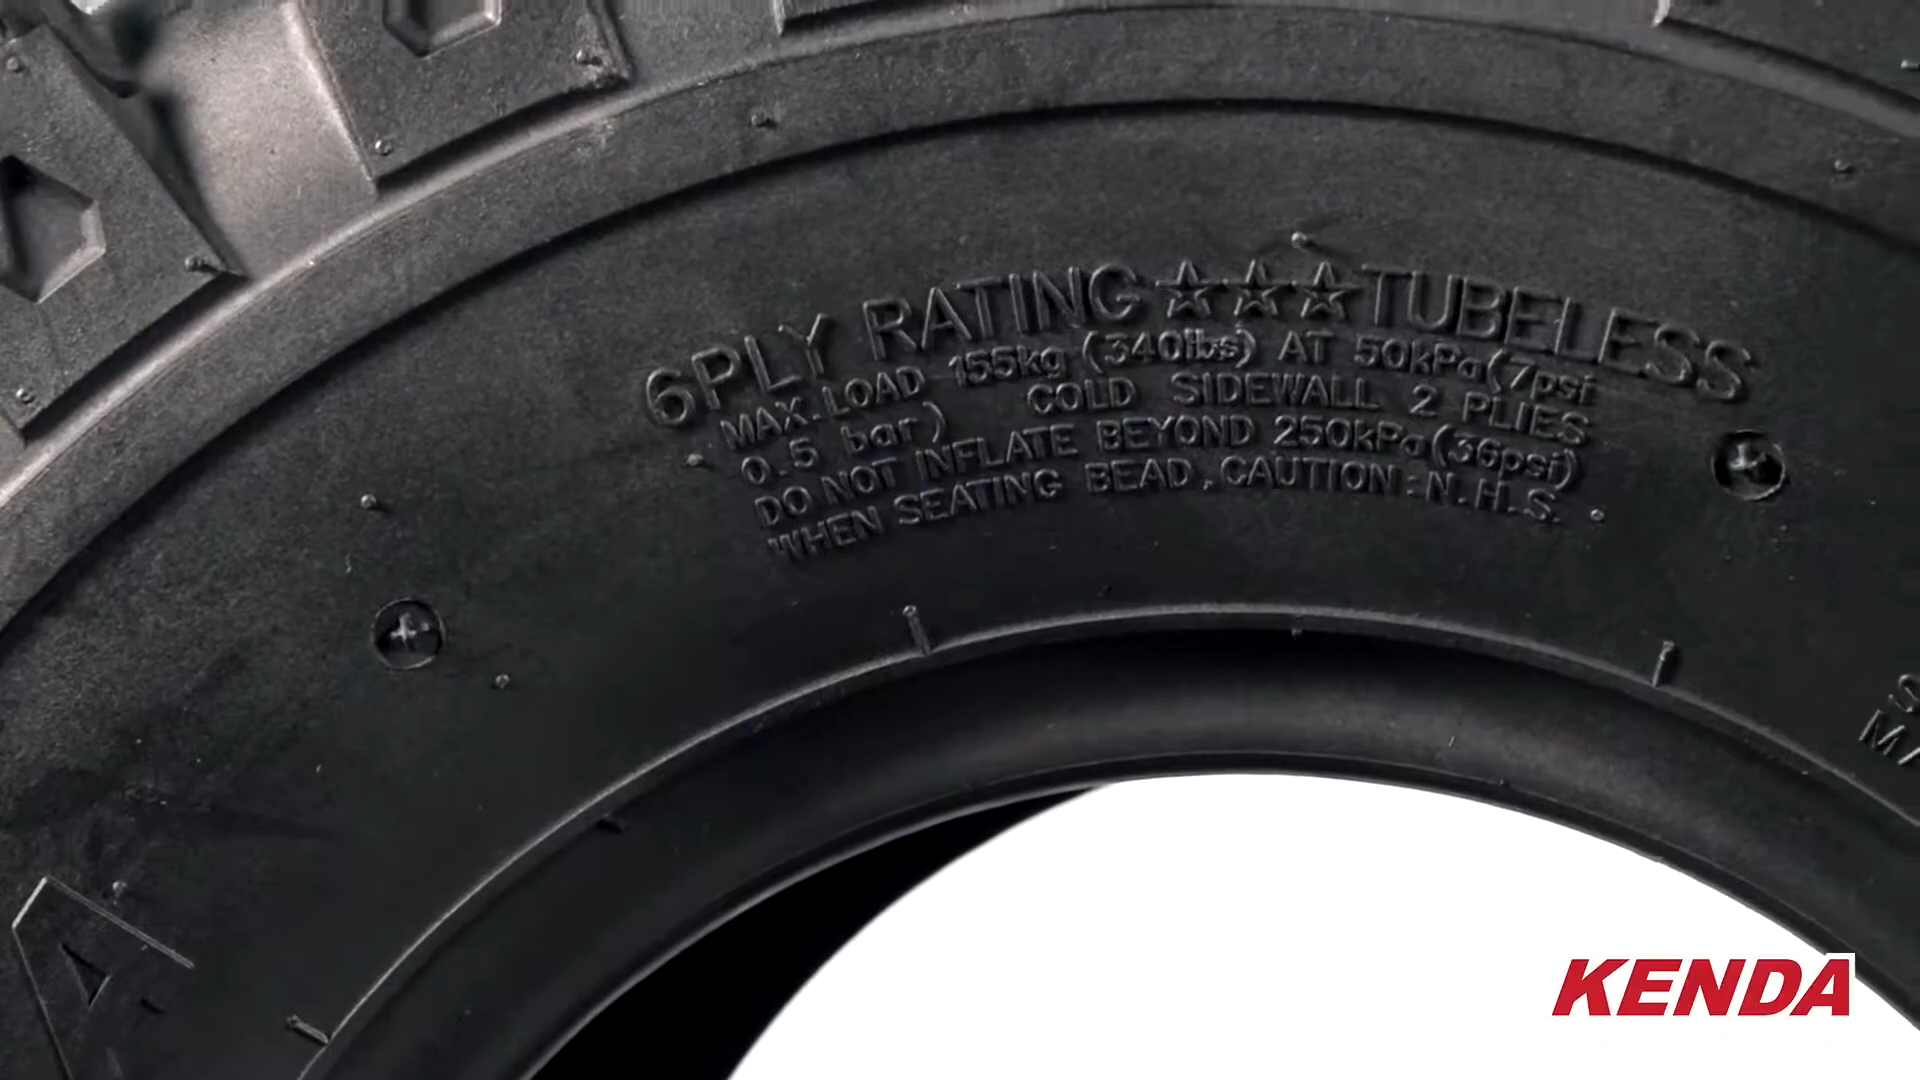 6PLY RATING ☆☆☆ TUBELESS
MAX.LOAD 155kg (340lbs) AT 50kPa(7psi
0.5 bar) COLD SIDEWALL 2 PLIES
DO NOT INFLATE BEYOND 250kPa(36psi)
WHEN SEATING BEAD, CAUTION: N.H.S.
KENDA